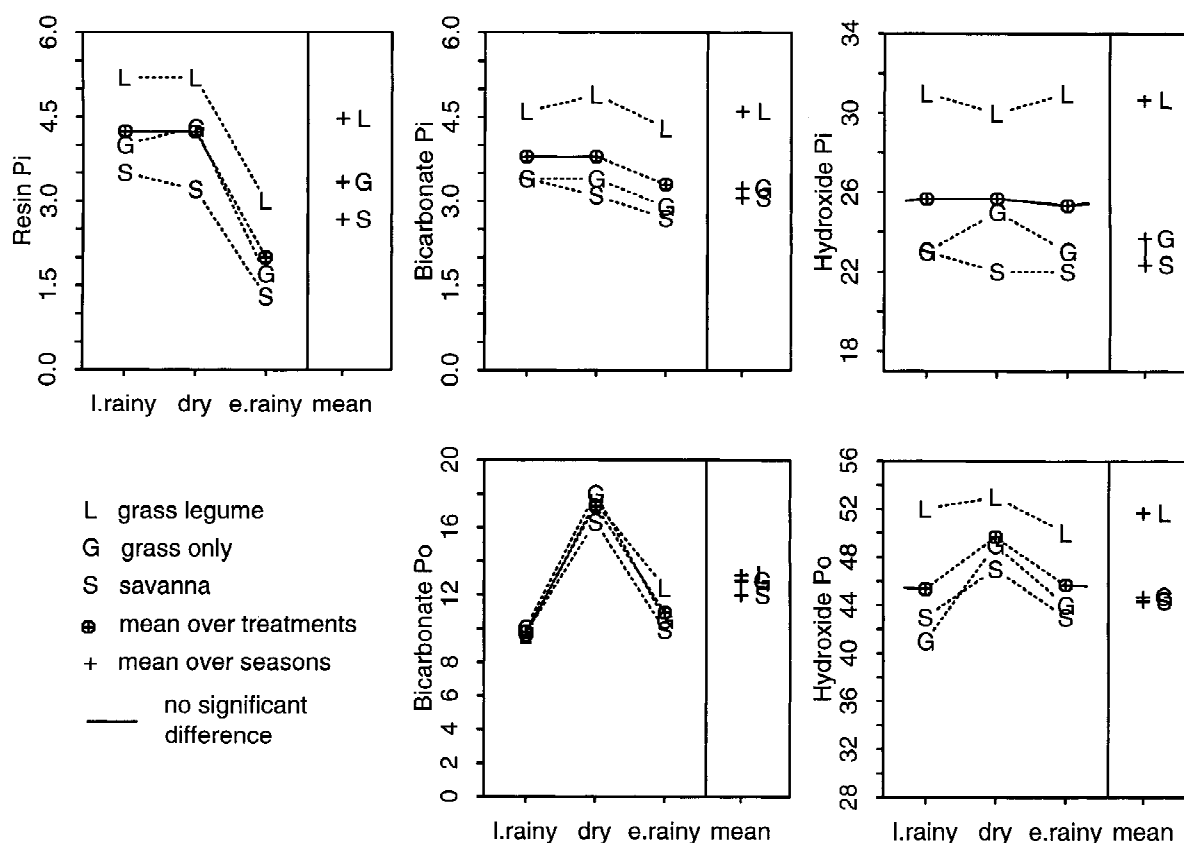 6.0
4.5
3.0
1.5
0.0
Resin Pi
L L L + L
G G G + G
S S S + S
l.rainy dry e.rainy mean
6.0
4.5
3.0
1.5
0.0
Bicarbonate Pi
L L L + L
G G G + G
S S + S
34
30
26
22
18
Hydroxide Pi
L L L + L
G G G + G
S S + S
L grass legume
G grass only
S savanna
⊕ mean over treatments
+ mean over seasons
no significant
difference
20
16
12
8
4
2
0
Bicarbonate Po
G
S
L
G
S
L
G
S
l.rainy dry e.rainy mean
56
52
48
44
40
36
32
28
Hydroxide Po
L L L + L
S G G
G S S
l.rainy dry e.rainy mean